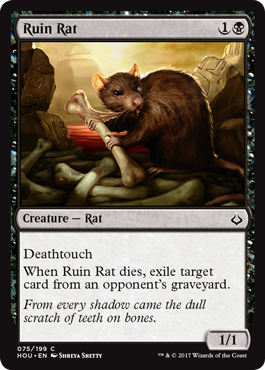 Ruin Rat 1
Creature — Rat
Deathtouch
When Ruin Rat dies, exile target
card from an opponent's graveyard.
From every shadow came the dull
scratch of teeth on bones.
1/1
075/199 C
HOU • EN Shreya Shetty
™ & © 2017 Wizards of the Coast